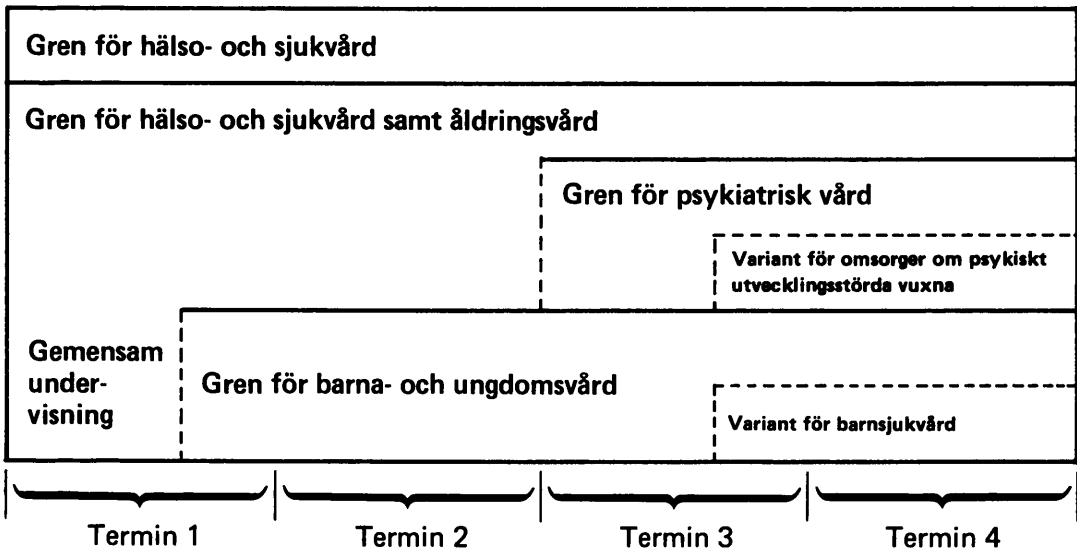 Gren för hälso- och sjukvård
Gren för hälso- och sjukvård samt åldringsvård
Gren för psykiatrisk vård
Variant för omsorger om psykiskt
utvecklingsstörda vuxna
Gemensam
under-
visning
Gren för barna- och ungdomsvård
Variant för barnsjukvård
Termin 1
Termin 2
Termin 3
Termin 4